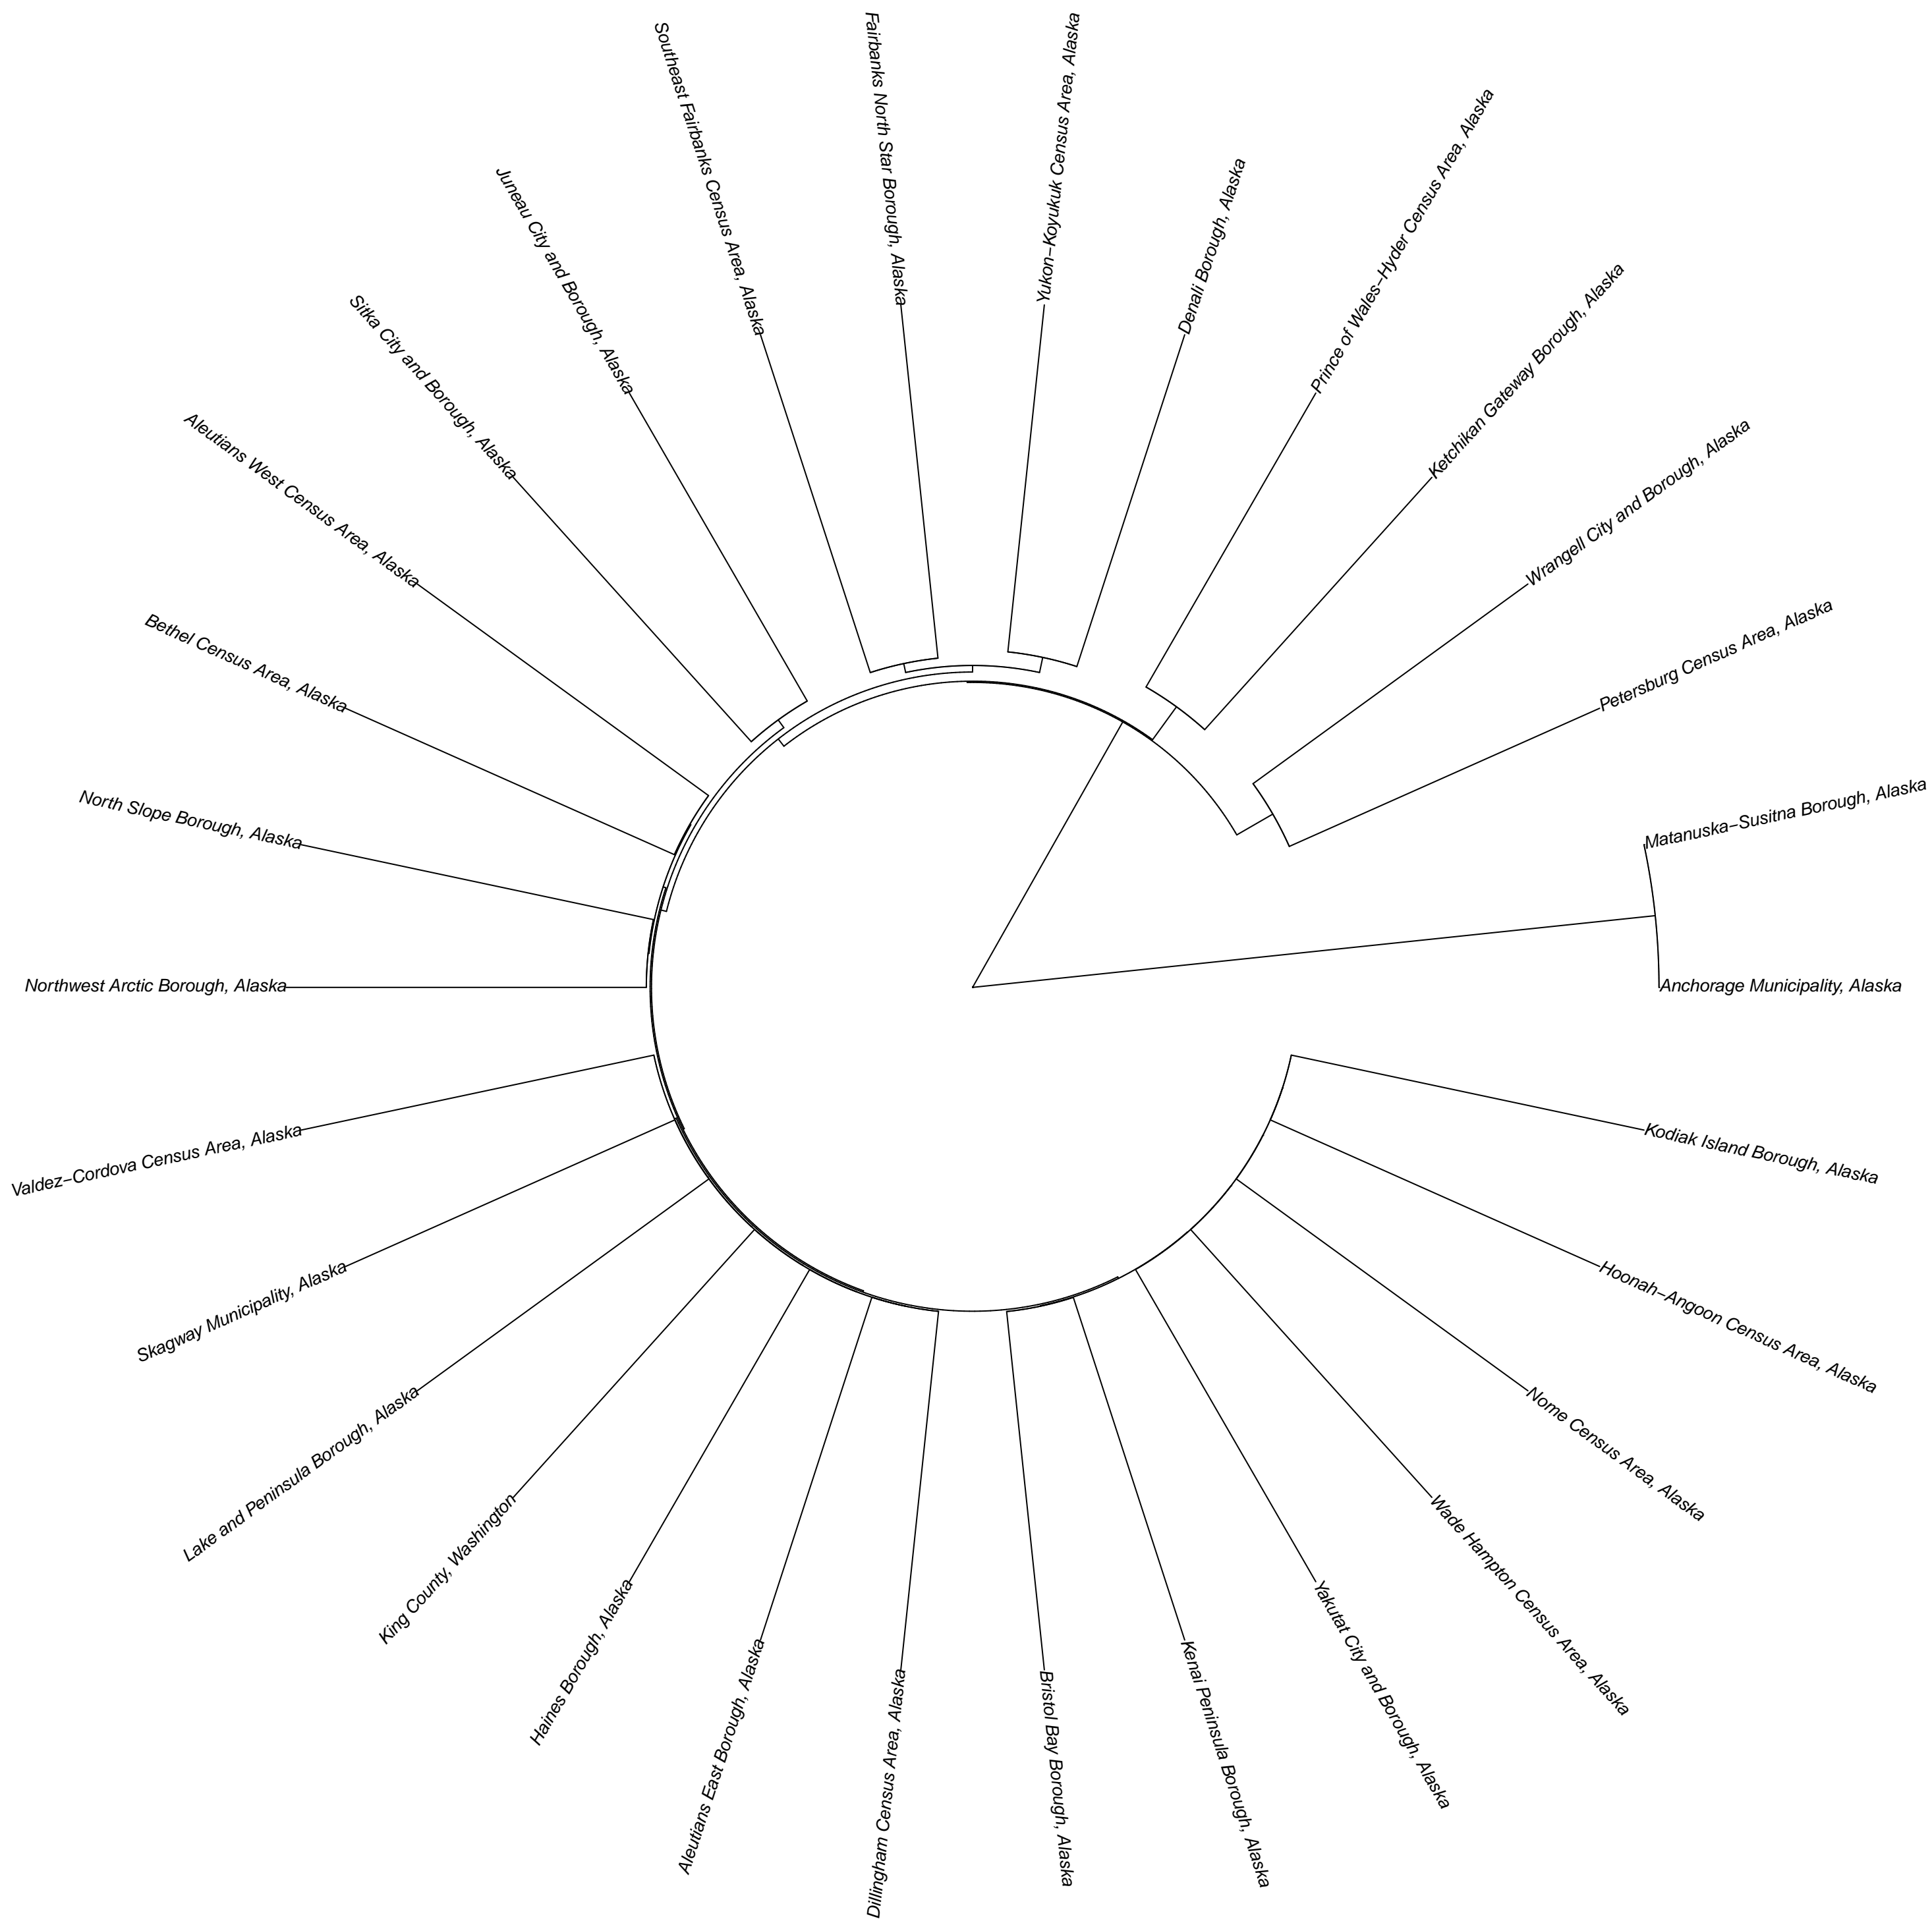 Fairbanks North Star Borough, Alaska
Yukon−Koyukuk Census Area, Alaska
Southeast Fairbanks Census Area, Alaska
Denali Borough, Alaska
Prince of Wales−Hyder Census Area, Alaska
Juneau City and Borough, Alaska
Ketchikan Gateway Borough, Alaska
Sitka City and Borough, Alaska
Wrangell City and Borough, Alaska
Aleutians West Census Area, Alaska
Petersburg Census Area, Alaska
Bethel Census Area, Alaska
Matanuska−Susitna Borough, Alaska
North Slope Borough, Alaska
Northwest Arctic Borough, Alaska
Anchorage Municipality, Alaska
Valdez−Cordova Census Area, Alaska
Kodiak Island Borough, Alaska
Skagway Municipality, Alaska
Hoonah−Angoon Census Area, Alaska
Lake and Peninsula Borough, Alaska
Nome Census Area, Alaska
King County, Washington
Wade Hampton Census Area, Alaska
Haines Borough, Alaska
Yakutat City and Borough, Alaska
Aleutians East Borough, Alaska
Kenai Peninsula Borough, Alaska
Dillingham Census Area, Alaska
Bristol Bay Borough, Alaska